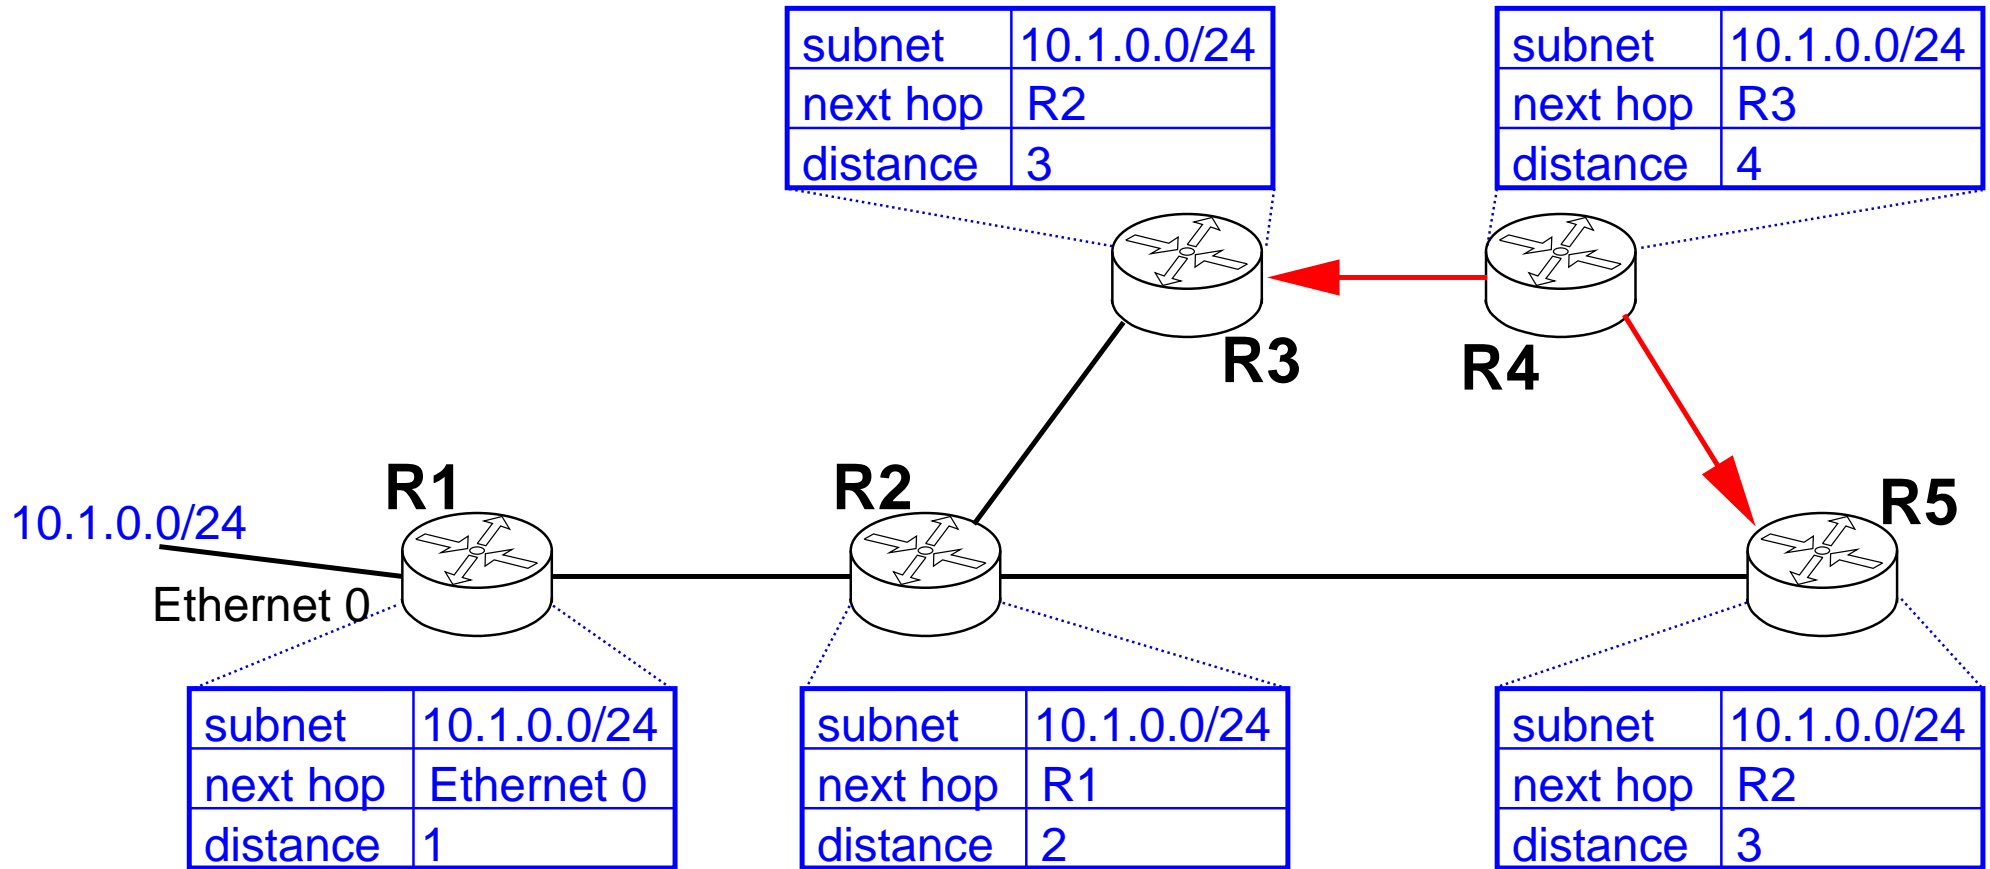 subnet 10.1.0.0/24
next hop R2
distance 3
subnet 10.1.0.0/24
next hop R3
distance 4
R3
R4
R1
R2
R5
10.1.0.0/24
Ethernet 0
subnet 10.1.0.0/24
next hop Ethernet 0
distance 1
subnet 10.1.0.0/24
next hop R1
distance 2
subnet 10.1.0.0/24
next hop R2
distance 3